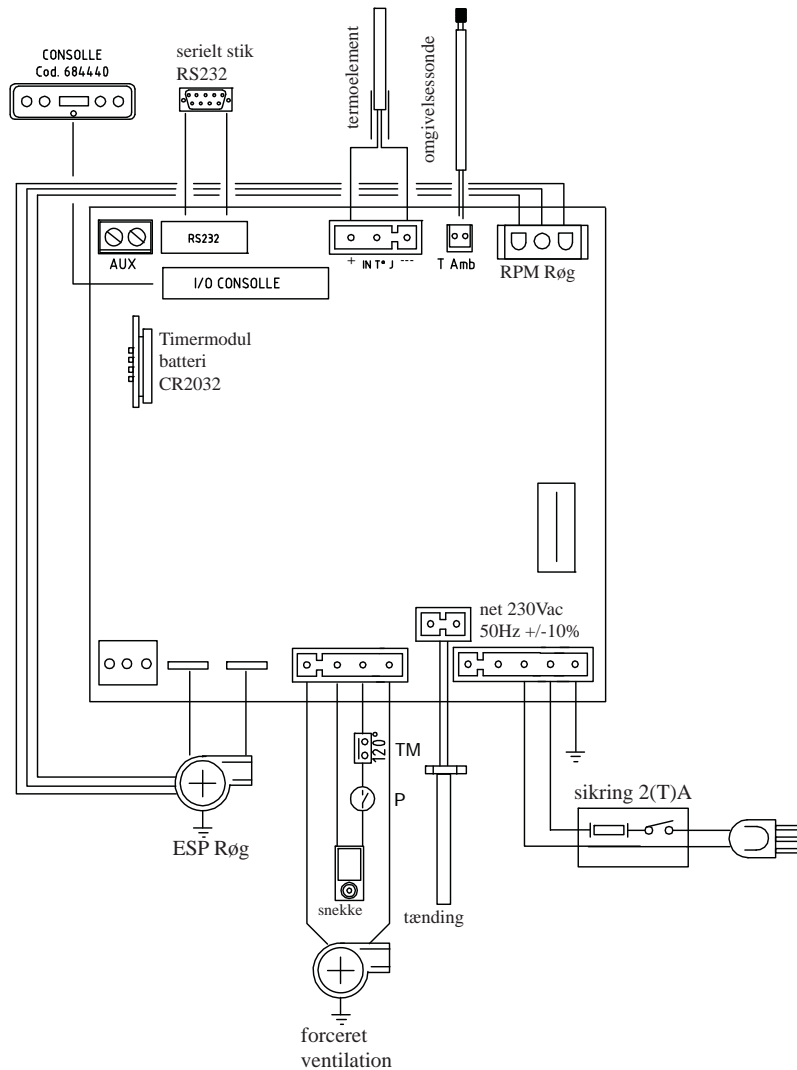 CONSOLLE
Cod. 684440
serielt stik
RS232
termoelement
omgivelsessonde
AUX
RS232
+ IN T° J ---
T Amb
RPM Røg
I/O CONSOLLE
Timermodul
batteri
CR2032
net 230Vac
50Hz +/-10%
120°
TM
P
sikring 2(T)A
ESP Røg
snekke
tænding
forceret
ventilation